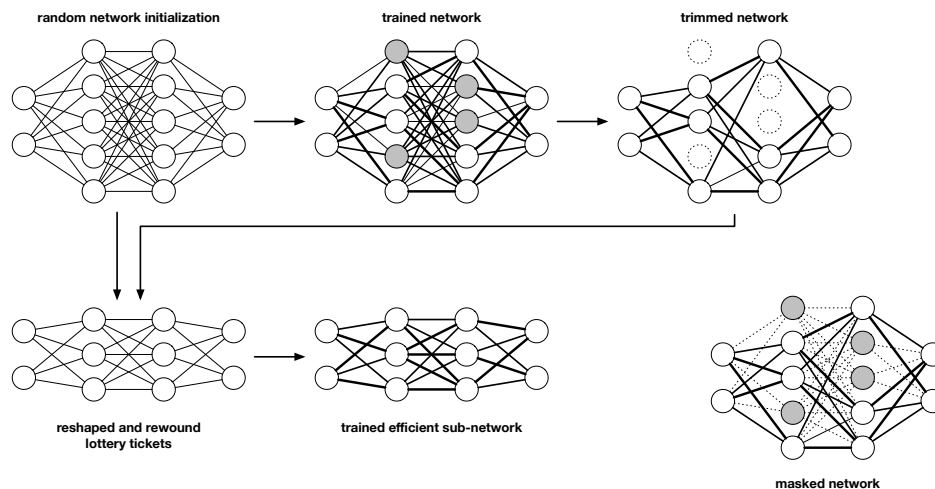 random network initialization
trained network
trimmed network
reshaped and rewound
lottery tickets
trained efficient sub-network
masked network